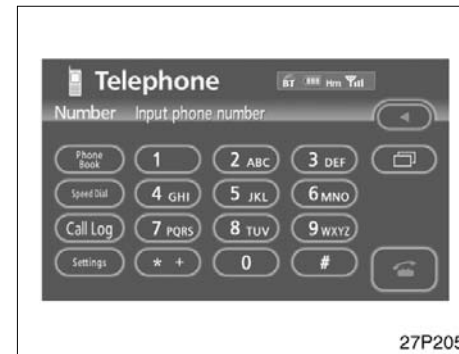 Telephone BT Hm
Number Input phone number
Phone Book 1 2 ABC 3 DEF
Speed Dial 4 GHI 5 JKL 6 MNO
Call Log 7 PQRS 8 TUV 9 WXYZ
Settings * + 0 #
27P205